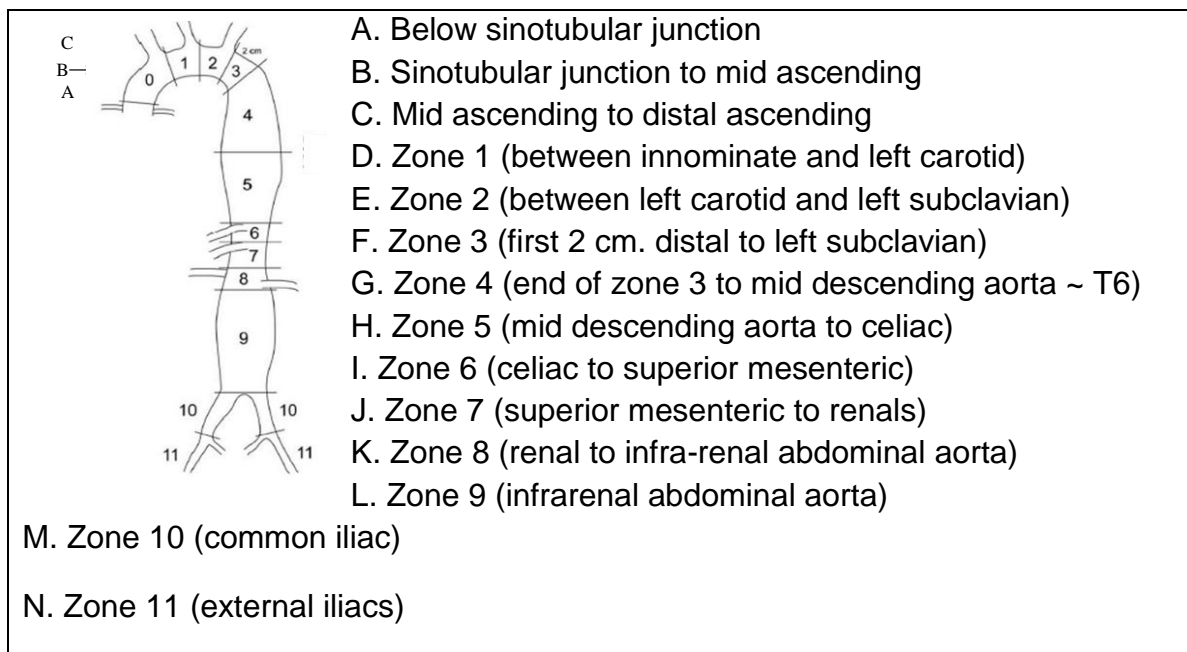 C
B—
A
0
1
2
2 cm
3
4
5
6
7
8
9
10
10
11
11
A. Below sinotubular junction
B. Sinotubular junction to mid ascending
C. Mid ascending to distal ascending
D. Zone 1 (between innominate and left carotid)
E. Zone 2 (between left carotid and left subclavian)
F. Zone 3 (first 2 cm. distal to left subclavian)
G. Zone 4 (end of zone 3 to mid descending aorta ~ T6)
H. Zone 5 (mid descending aorta to celiac)
I. Zone 6 (celiac to superior mesenteric)
J. Zone 7 (superior mesenteric to renals)
K. Zone 8 (renal to infra-renal abdominal aorta)
L. Zone 9 (infrarenal abdominal aorta)
M. Zone 10 (common iliac)
N. Zone 11 (external iliacs)